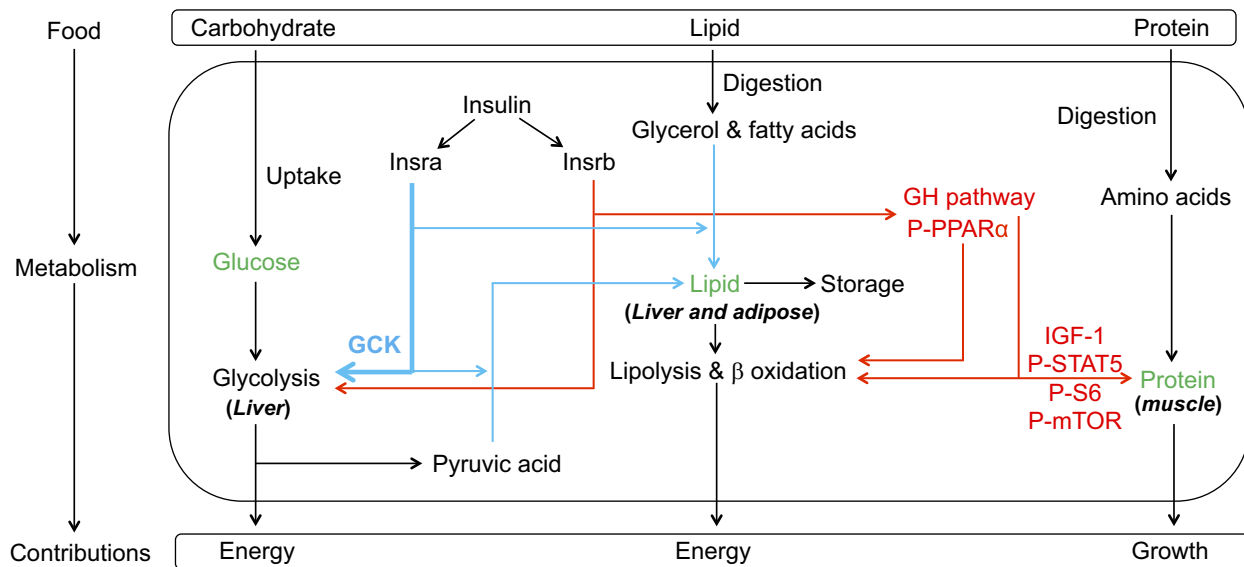 Food
Carbohydrate
Lipid
Protein
Digestion
Insulin
Glycerol & fatty acids
Digestion
Insra
Insrb
Uptake
GH pathway
P-PPARα
Amino acids
Metabolism
Glucose
Lipid
Storage
(Liver and adipose)
GCK
IGF-1
P-STAT5
P-S6
P-mTOR
Glycolysis
(Liver)
Lipolysis & β oxidation
Protein
(muscle)
Pyruvic acid
Contributions
Energy
Energy
Growth